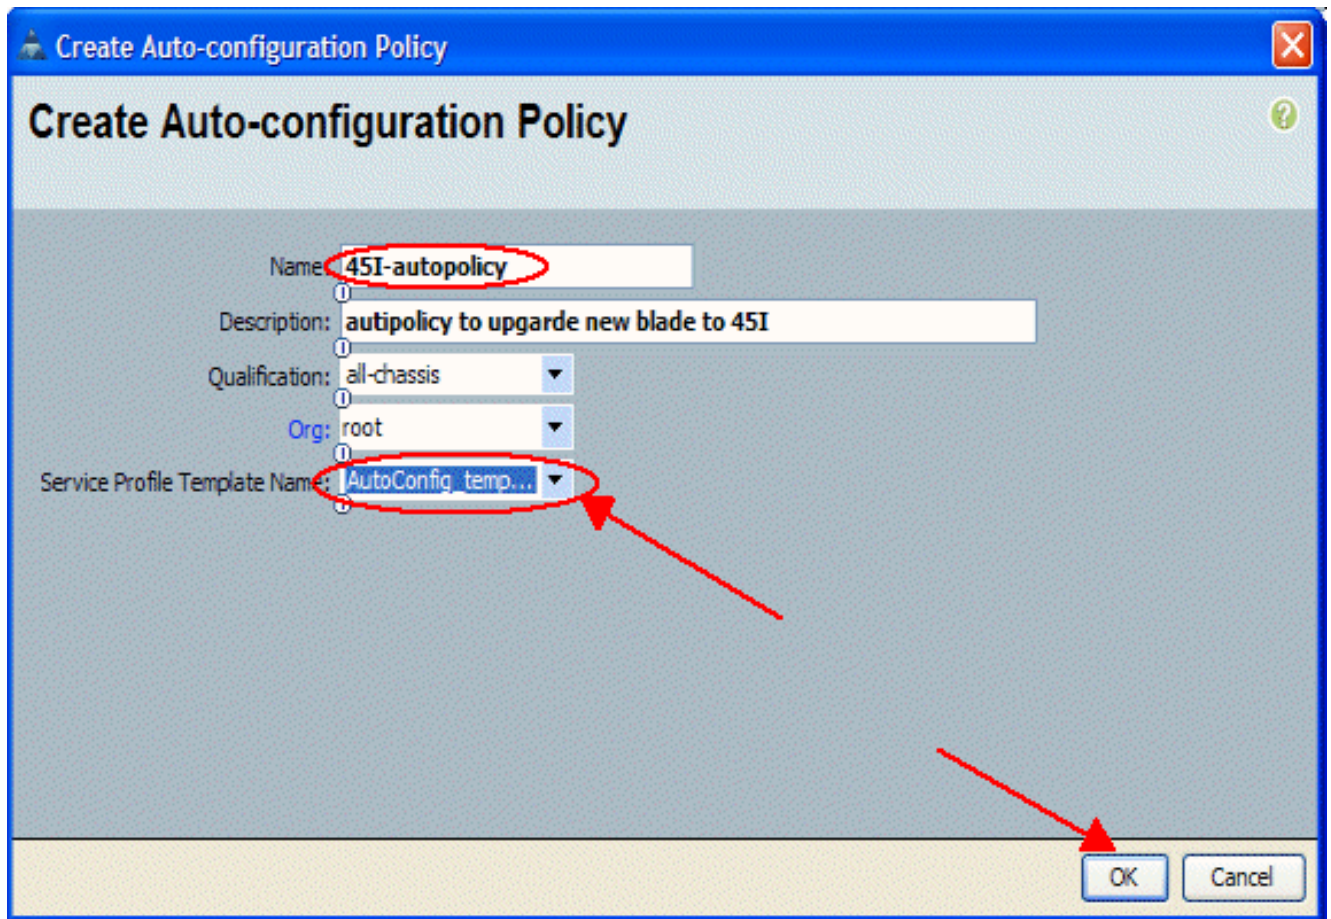 Create Auto-configuration Policy
Create Auto-configuration Policy
Name: 45I-autopolicy
Description: autipolicy to upgarde new blade to 45I
Qualification: all-chassis
Org: root
Service Profile Template Name: AutoConfig_temp...
OK Cancel